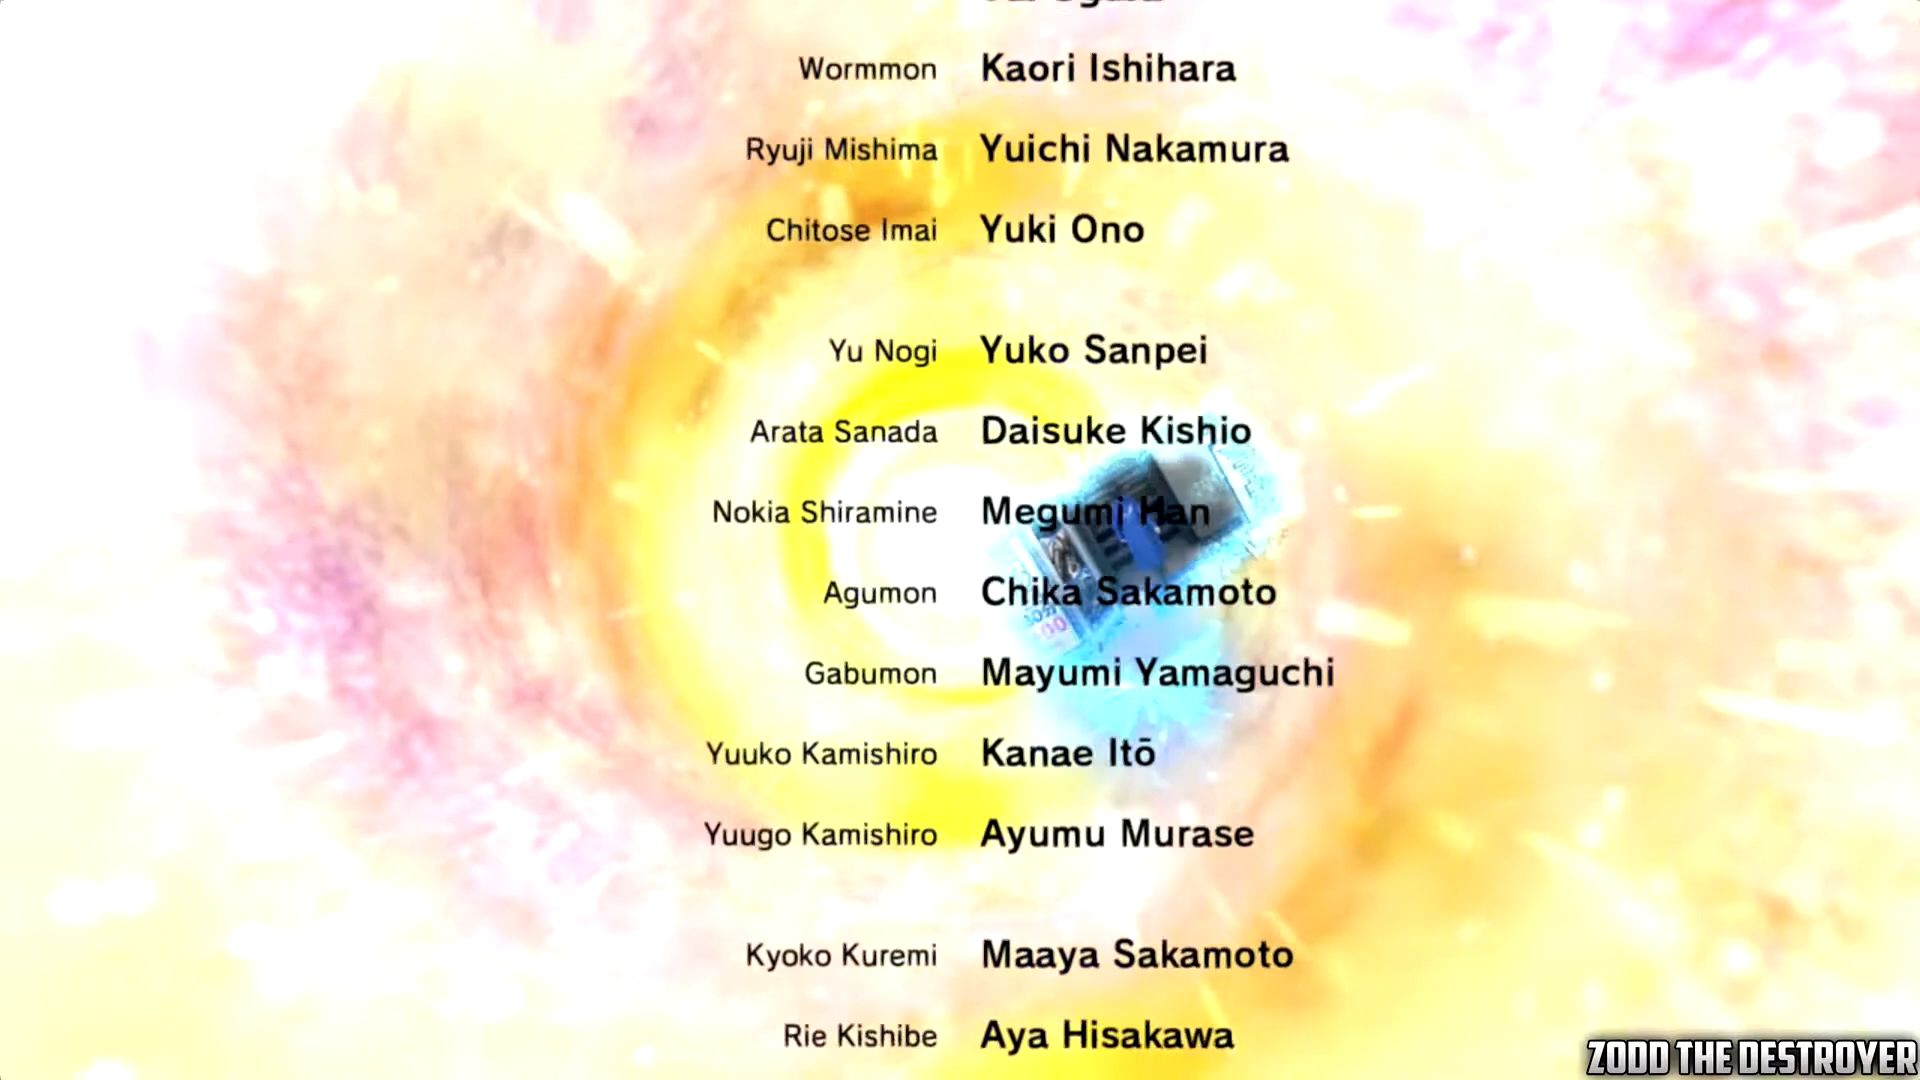 Wormmon Kaori Ishihara
Ryuji Mishima Yuichi Nakamura
Chitose Imai Yuki Ono
Yu Nogi Yuko Sanpei
Arata Sanada Daisuke Kishio
Nokia Shiramine Megumi Han
Agumon Chika Sakamoto
Gabumon Mayumi Yamaguchi
Yuuko Kamishiro Kanae Itō
Yuugo Kamishiro Ayumu Murase
Kyoko Kuremi Maaya Sakamoto
Rie Kishibe Aya Hisakawa
ZODD THE DESTROYER